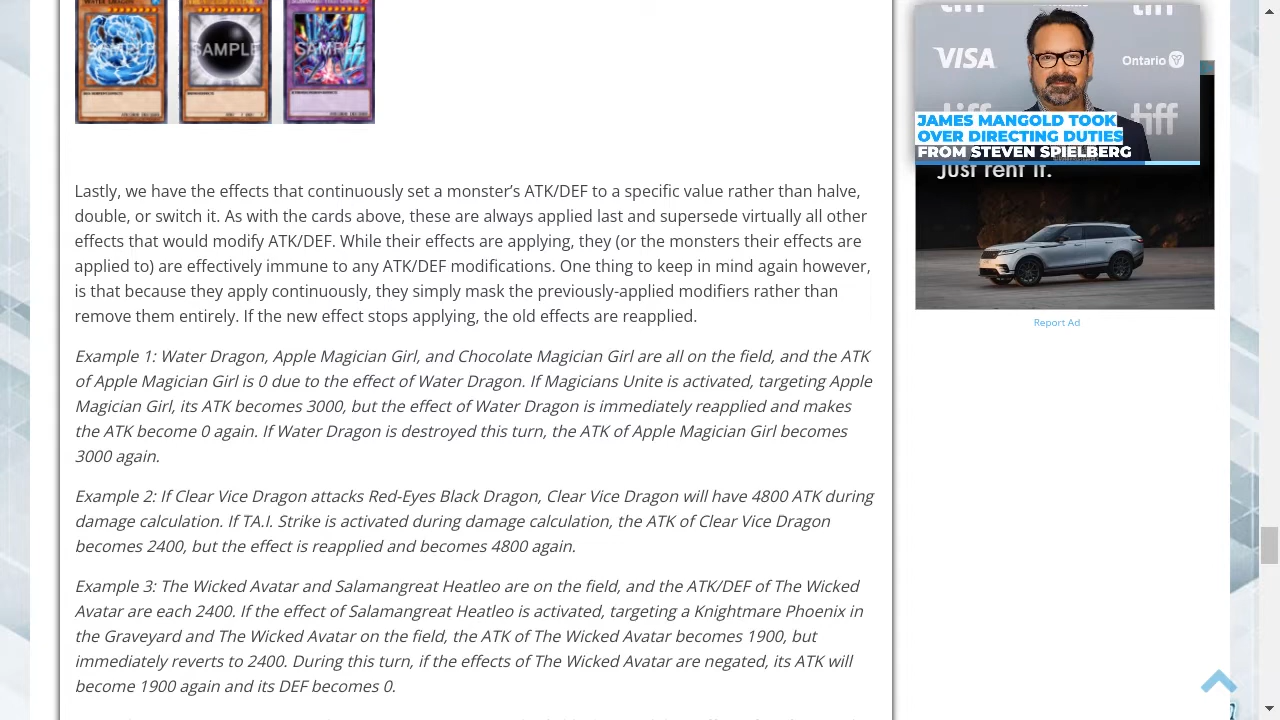 WATER DRAGON
SAMPLE SAMPLE SAMPLE
tiff
VISA
Ontario
tiff tiff
JAMES MANGOLD TOOK
OVER DIRECTING DUTIES
FROM STEVEN SPIELBERG
Just rent it.
Report Ad
Lastly, we have the effects that continuously set a monster’s ATK/DEF to a specific value rather than halve,
double, or switch it. As with the cards above, these are always applied last and supersede virtually all other
effects that would modify ATK/DEF. While their effects are applying, they (or the monsters their effects are
applied to) are effectively immune to any ATK/DEF modifications. One thing to keep in mind again however,
is that because they apply continuously, they simply mask the previously-applied modifiers rather than
remove them entirely. If the new effect stops applying, the old effects are reapplied.
Example 1: Water Dragon, Apple Magician Girl, and Chocolate Magician Girl are all on the field, and the ATK
of Apple Magician Girl is 0 due to the effect of Water Dragon. If Magicians Unite is activated, targeting Apple
Magician Girl, its ATK becomes 3000, but the effect of Water Dragon is immediately reapplied and makes
the ATK become 0 again. If Water Dragon is destroyed this turn, the ATK of Apple Magician Girl becomes
3000 again.
Example 2: If Clear Vice Dragon attacks Red-Eyes Black Dragon, Clear Vice Dragon will have 4800 ATK during
damage calculation. If TA.I. Strike is activated during damage calculation, the ATK of Clear Vice Dragon
becomes 2400, but the effect is reapplied and becomes 4800 again.
Example 3: The Wicked Avatar and Salamangreat Heatleo are on the field, and the ATK/DEF of The Wicked
Avatar are each 2400. If the effect of Salamangreat Heatleo is activated, targeting a Knightmare Phoenix in
the Graveyard and The Wicked Avatar on the field, the ATK of The Wicked Avatar becomes 1900, but
immediately reverts to 2400. During this turn, if the effects of The Wicked Avatar are negated, its ATK will
become 1900 again and its DEF becomes 0.